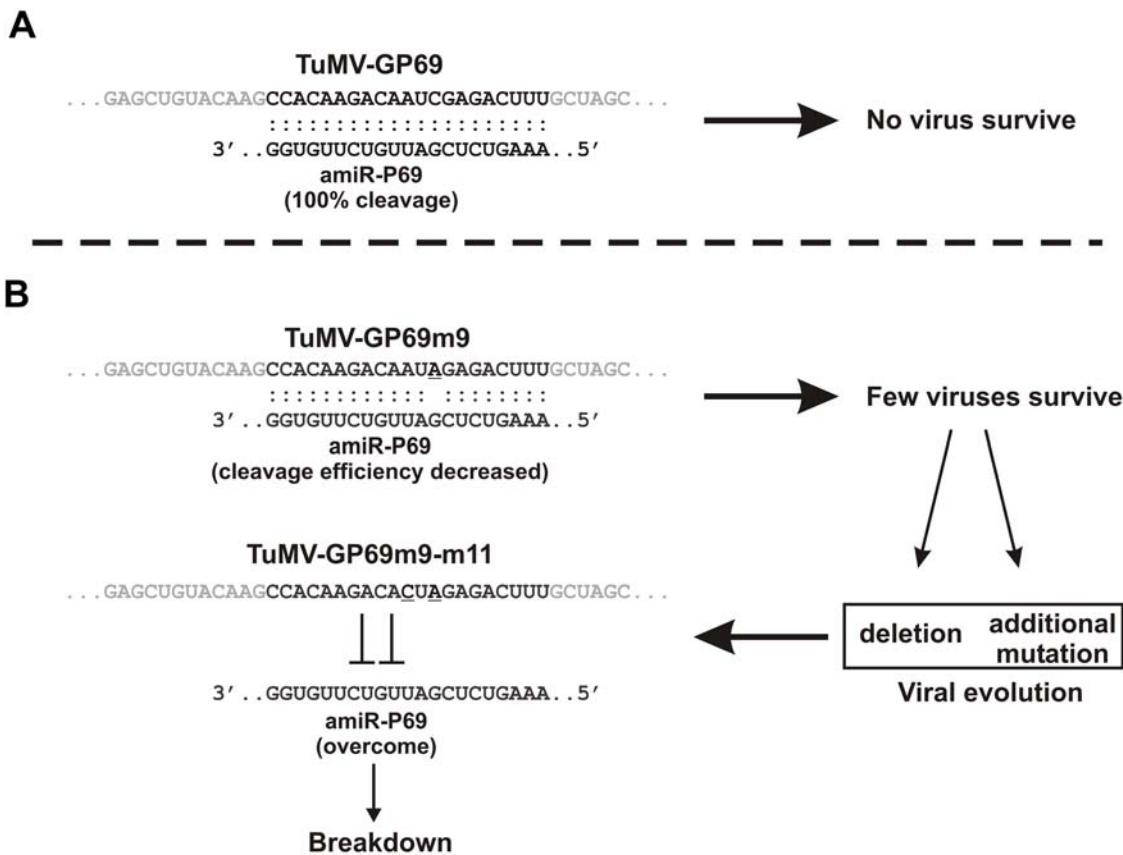 A
TuMV-GP69
...GAGCUGUACAAGCCACAAGACAAUCGAGACUUUGCUAGC...
:::::::::::::::::::::
3′..GGUGUUCUGUUAGCUCUGAAA..5′
amiR-P69
(100% cleavage)
No virus survive
B
TuMV-GP69m9
...GAGCUGUACAAGCCACAAGACAAUAGAGACUUUGCUAGC...
:::::::::::: ::::::::
3′..GGUGUUCUGUUAGCUCUGAAA..5′
amiR-P69
(cleavage efficiency decreased)
Few viruses survive
TuMV-GP69m9-m11
...GAGCUGUACAAGCCACAAGACACUAGAGACUUUGCUAGC...
3′..GGUGUUCUGUUAGCUCUGAAA..5′
amiR-P69
(overcome)
Breakdown
deletion
additional
mutation
Viral evolution